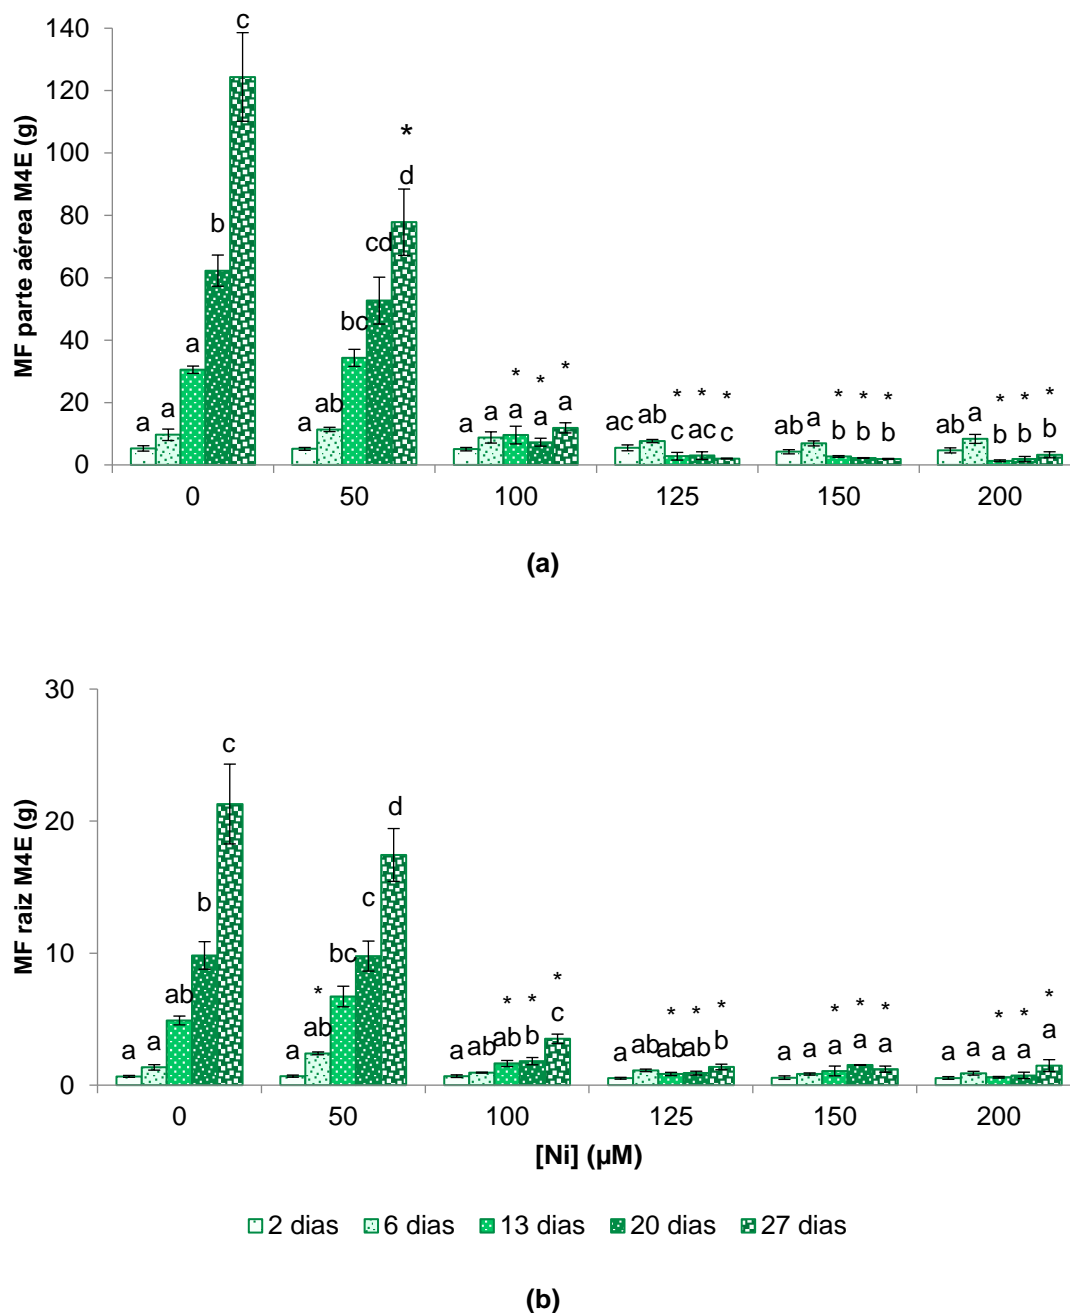 MF parte aérea M4E (g)
140
120
100
80
60
40
20
0
a a a b c
a ab bc cd d *
a a a * a * a *
ac ab c * ac * c *
ab a b * b * b *
ab a b * b * b *
0 50 100 125 150 200
(a)
MF raiz M4E (g)
30
20
10
0
a a ab b c
a ab * bc c d
a ab ab * b * c *
a ab ab * ab * b *
a a a * a * a *
a a a * a * a *
0 50 100 125 150 200
[Ni] (µM)
2 dias 6 dias 13 dias 20 dias 27 dias
(b)